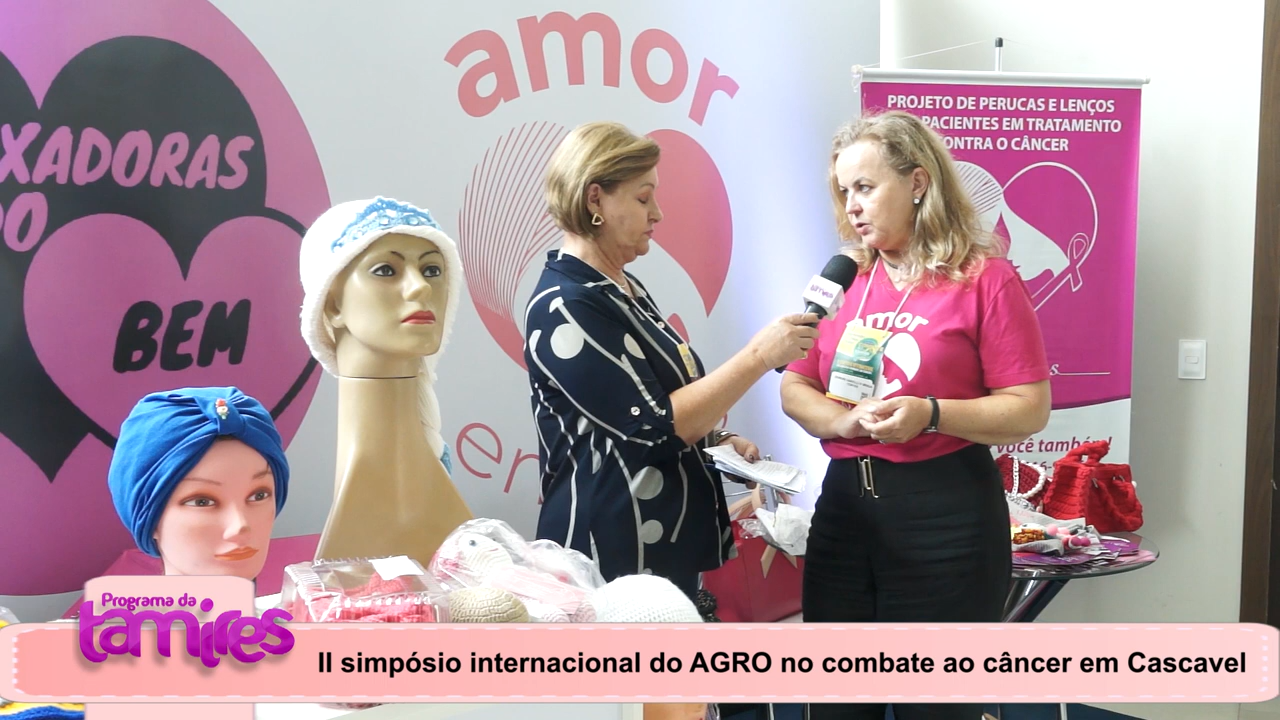 XADORAS
DO
BEM
amor
em
PROJETO DE PERUCAS E LENÇOS
PACIENTES EM TRATAMENTO
CONTRA O CÂNCER
amor
você também!
Programa da
tamires
II simpósio internacional do AGRO no combate ao câncer em Cascavel